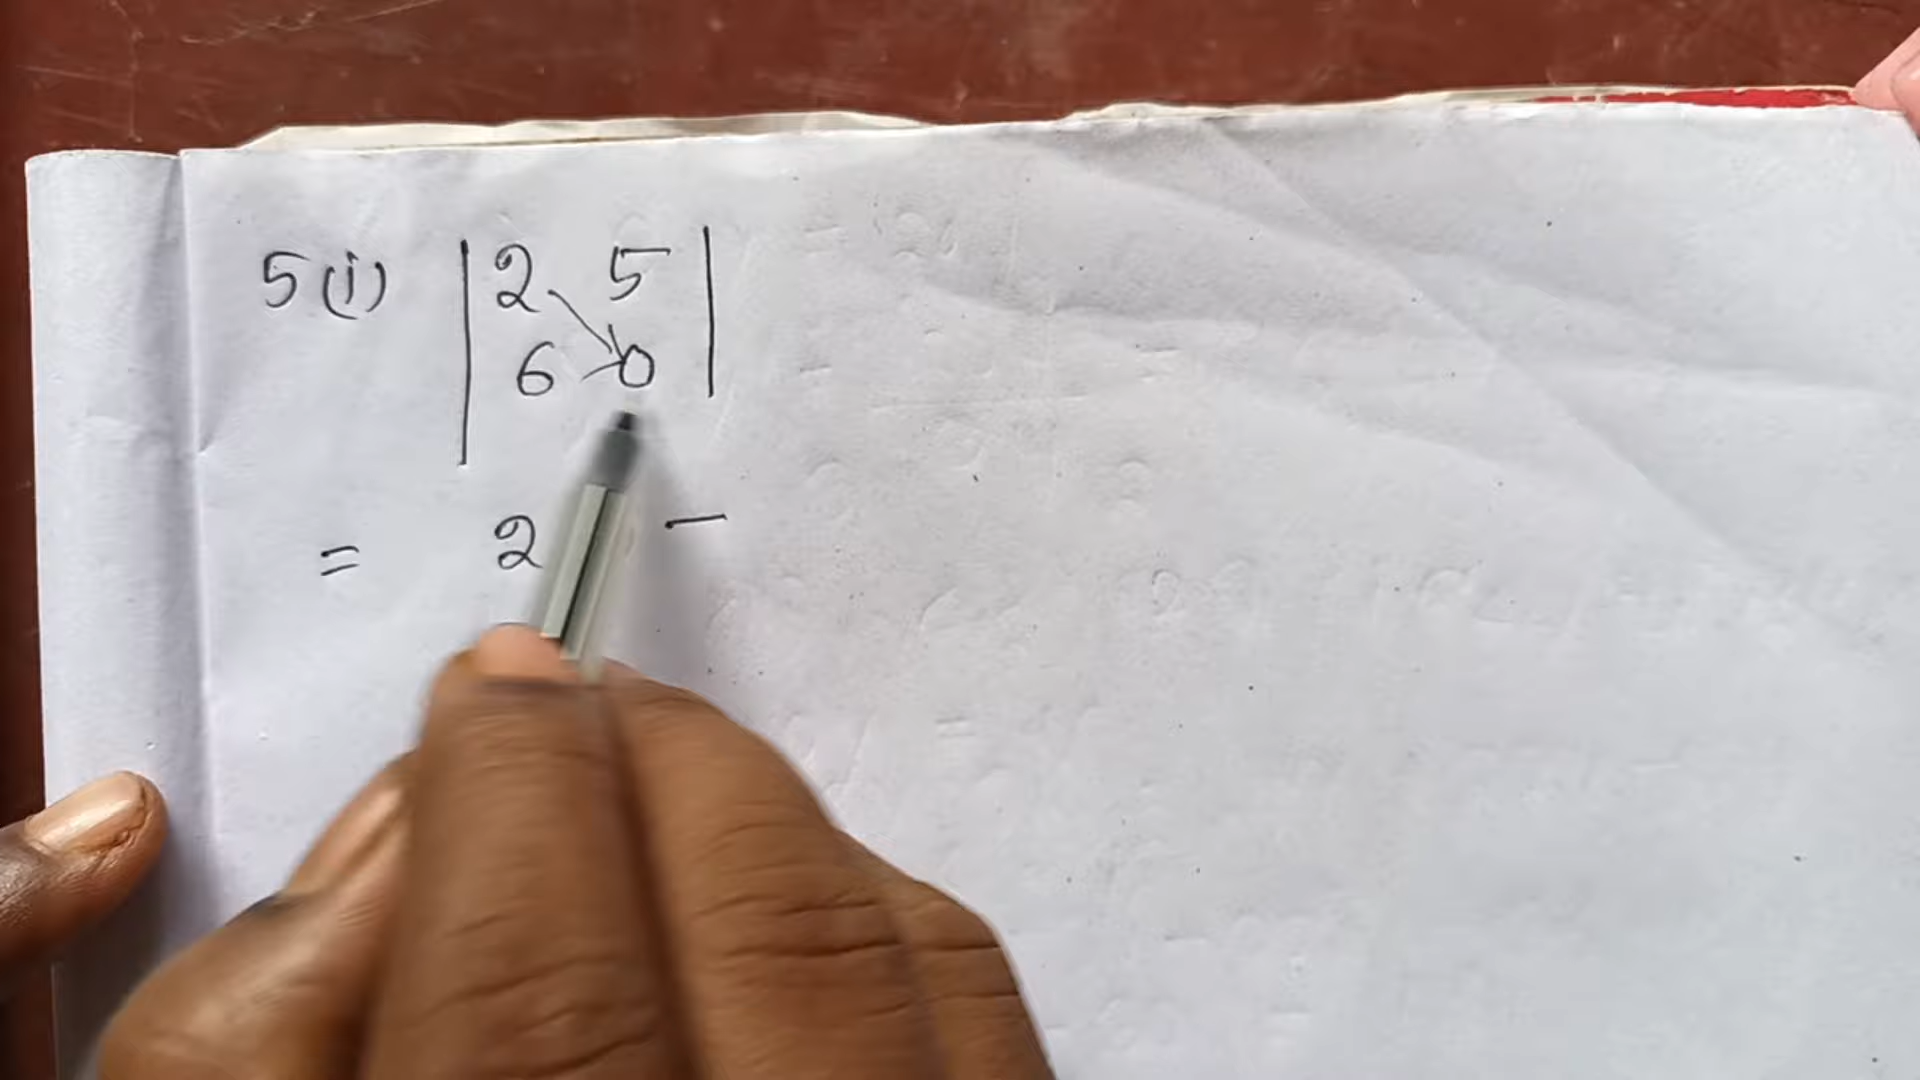 5(i) | 2 5 |
6 0
= 2 —